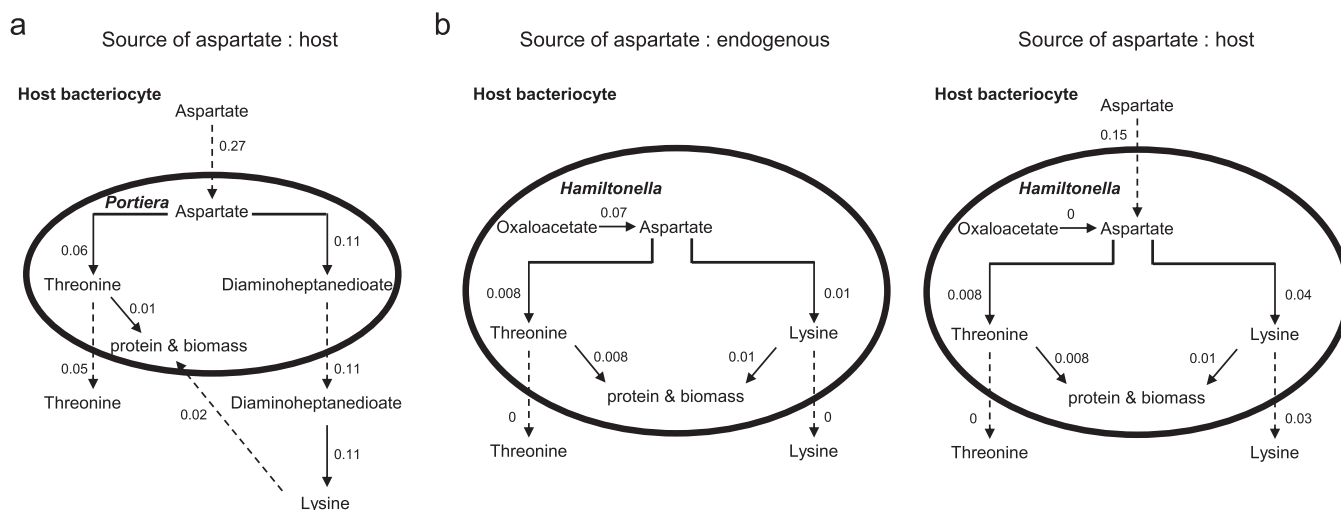 a
Source of aspartate : host
Host bacteriocyte
Aspartate
0.27
Portiera
Aspartate
0.06
0.11
Threonine
Diaminoheptanedioate
0.01
protein & biomass
0.05
0.11
Threonine
Diaminoheptanedioate
0.02
0.11
Lysine
b
Source of aspartate : endogenous
Host bacteriocyte
Hamiltonella
0.07
Oxaloacetate
Aspartate
0.008
0.01
Threonine
Lysine
0.008
0.01
protein & biomass
0
0
Threonine
Lysine
Source of aspartate : host
Host bacteriocyte
Aspartate
0.15
Hamiltonella
0
Oxaloacetate
Aspartate
0.008
0.04
Threonine
Lysine
0.008
0.01
protein & biomass
0
0.03
Threonine
Lysine